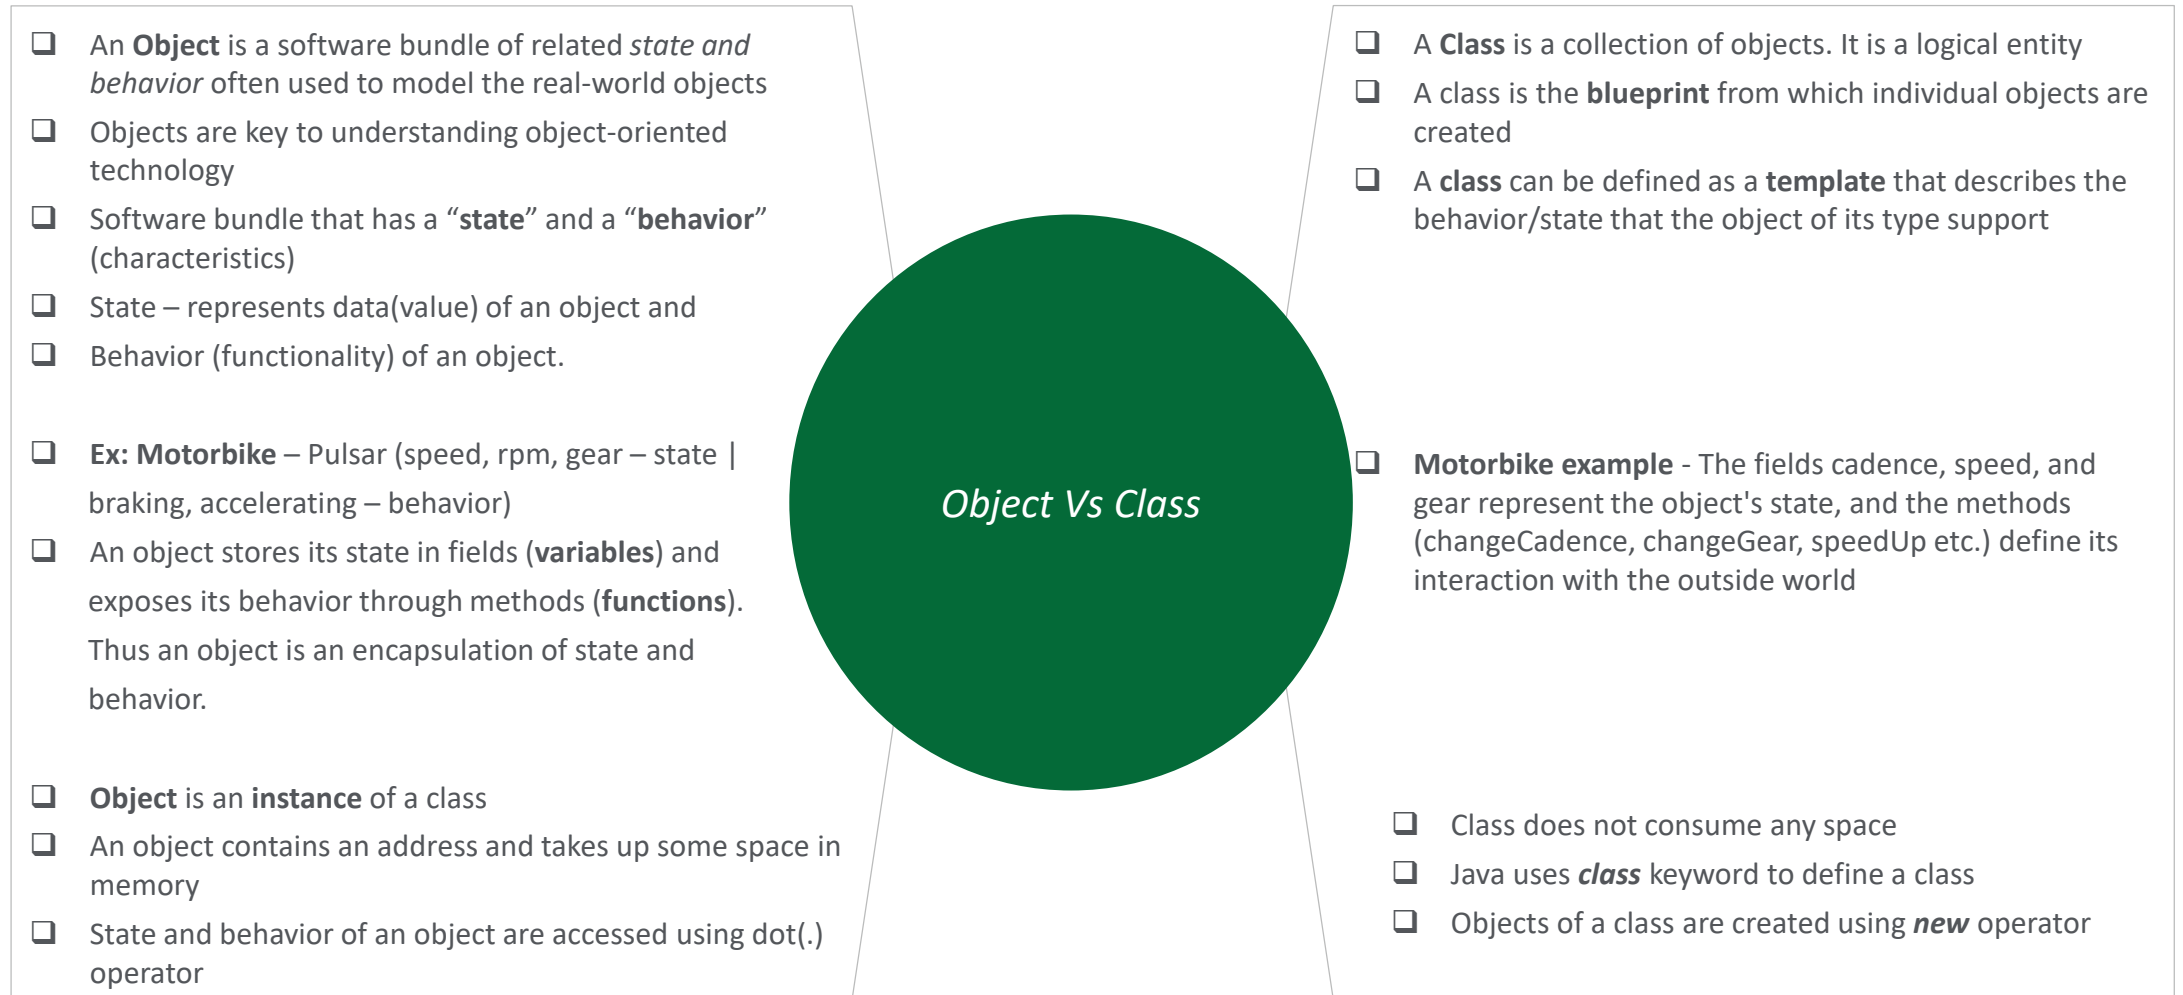 ❑ An Object is a software bundle of related state and
behavior often used to model the real-world objects
❑ Objects are key to understanding object-oriented
technology
❑ Software bundle that has a “state” and a “behavior”
(characteristics)
❑ State – represents data(value) of an object and
❑ Behavior (functionality) of an object.
❑ Ex: Motorbike – Pulsar (speed, rpm, gear – state |
braking, accelerating – behavior)
❑ An object stores its state in fields (variables) and
exposes its behavior through methods (functions).
Thus an object is an encapsulation of state and
behavior.
❑ Object is an instance of a class
❑ An object contains an address and takes up some space in
memory
❑ State and behavior of an object are accessed using dot(.)
operator
Object Vs Class
❑ A Class is a collection of objects. It is a logical entity
❑ A class is the blueprint from which individual objects are
created
❑ A class can be defined as a template that describes the
behavior/state that the object of its type support
❑ Motorbike example - The fields cadence, speed, and
gear represent the object's state, and the methods
(changeCadence, changeGear, speedUp etc.) define its
interaction with the outside world
❑ Class does not consume any space
❑ Java uses class keyword to define a class
❑ Objects of a class are created using new operator